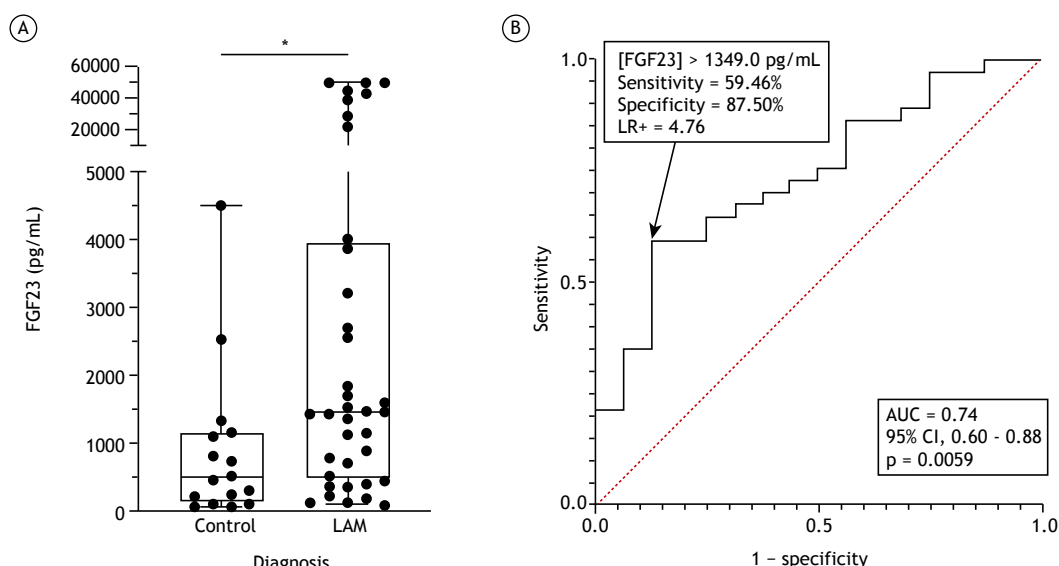 A
*
60000
40000
20000
5000
4000
3000
2000
1000
0
FGF23 (pg/mL)
Control
LAM
Diagnosis
B
[FGF23] > 1349.0 pg/mL
Sensitivity = 59.46%
Specificity = 87.50%
LR+ = 4.76
1.0
0.5
0.0
Sensitivity
AUC = 0.74
95% CI, 0.60 - 0.88
p = 0.0059
0.0
0.5
1.0
1 – specificity